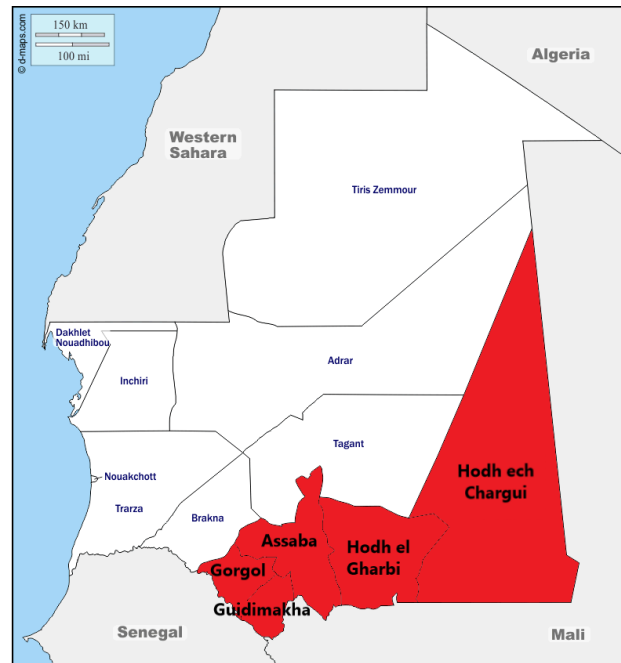 150 km
100 mi
© d-maps.com
Algeria
Western
Sahara
Tiris Zemmour
Dakhlet
Nouadhibou
Inchiri
Adrar
Tagant
Nouakchott
Trarza
Brakna
Hodh ech
Chargui
Assaba
Hodh el
Gharbi
Gorgol
Guidimakha
Senegal
Mali